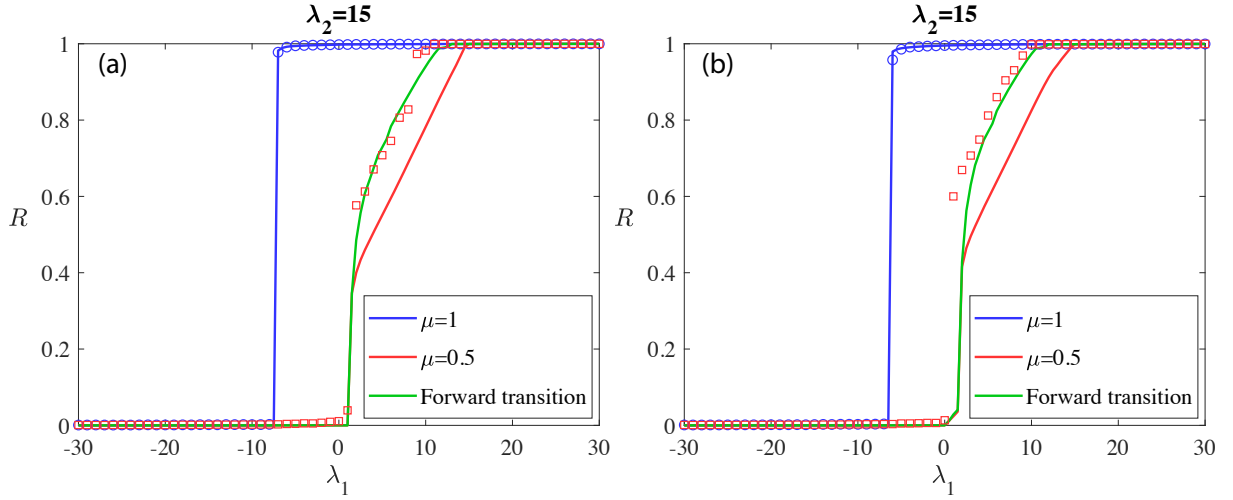 λ₂=15
(a)
R
1
0.8
0.6
0.4
0.2
0
-30 -20 -10 0 10 20 30
λ₁
μ=1
μ=0.5
Forward transition
λ₂=15
(b)
R
1
0.8
0.6
0.4
0.2
0
-30 -20 -10 0 10 20 30
λ₁
μ=1
μ=0.5
Forward transition